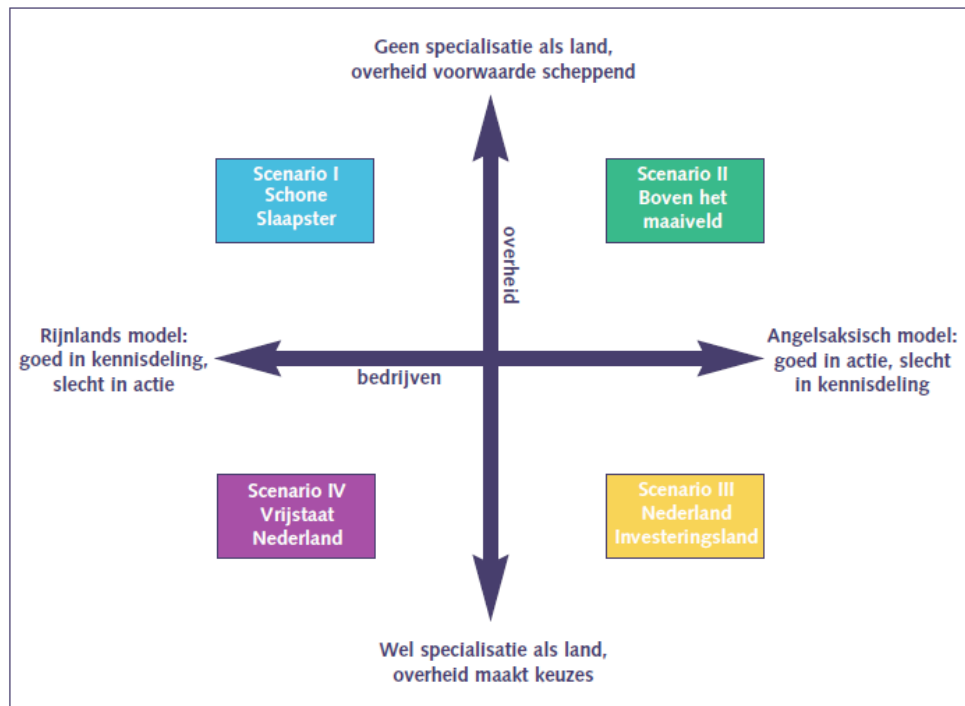 Geen specialisatie als land,
overheid voorwaarde scheppend
Scenario I
Schone
Slaapster
Scenario II
Boven het
maaiveld
overheid
Rijnlands model:
goed in kennisdeling,
slecht in actie
bedrijven
Angelsaksisch model:
goed in actie, slecht
in kennisdeling
Scenario IV
Vrijstaat
Nederland
Scenario III
Nederland
Investeringsland
Wel specialisatie als land,
overheid maakt keuzes